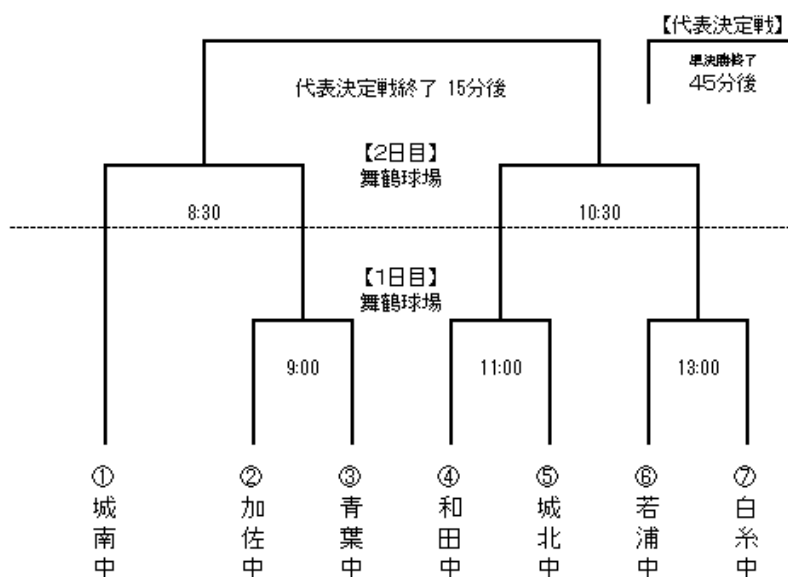 【代表決定戦】
準決勝終了
45分後
代表決定戦終了 15分後
【2日目】
舞鶴球場
8:30
10:30
【1日目】
舞鶴球場
9:00
11:00
13:00
①城南中
②加佐中
③青葉中
④和田中
⑤城北中
⑥若浦中
⑦白糸中